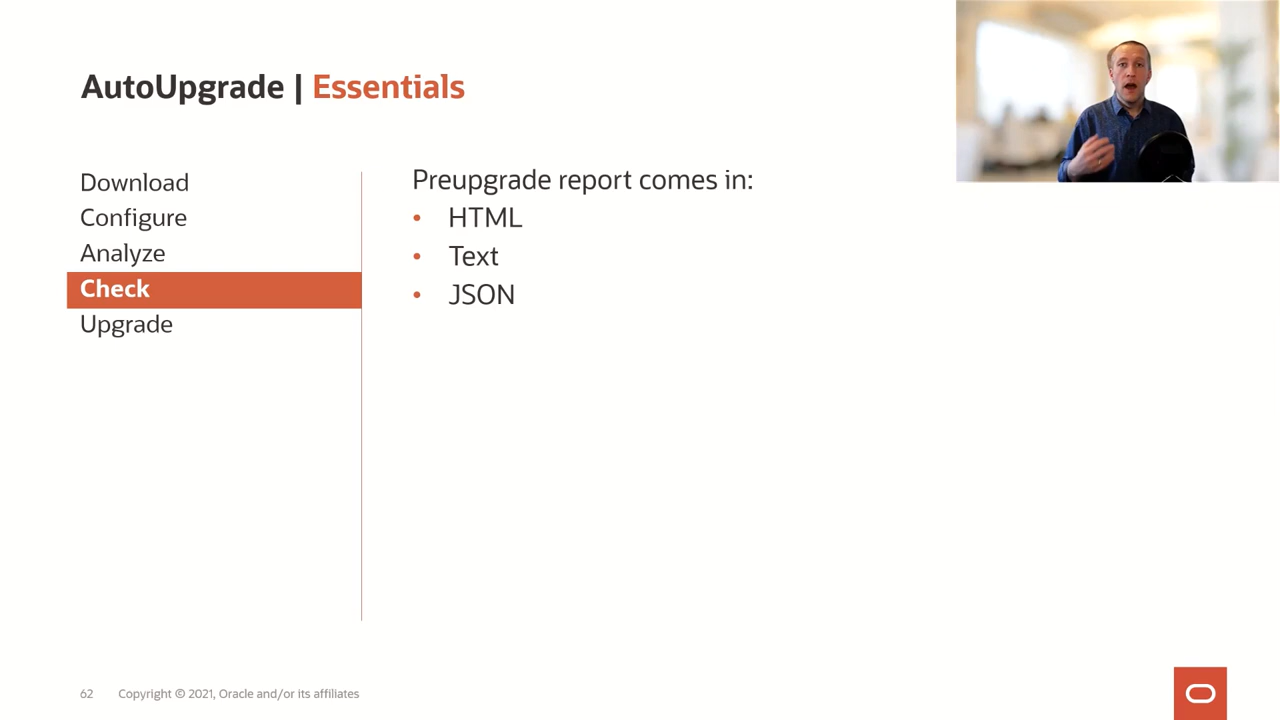 AutoUpgrade | Essentials
Download
Configure
Analyze
Check
Upgrade
Preupgrade report comes in:
• HTML
• Text
• JSON
62 Copyright © 2021, Oracle and/or its affiliates